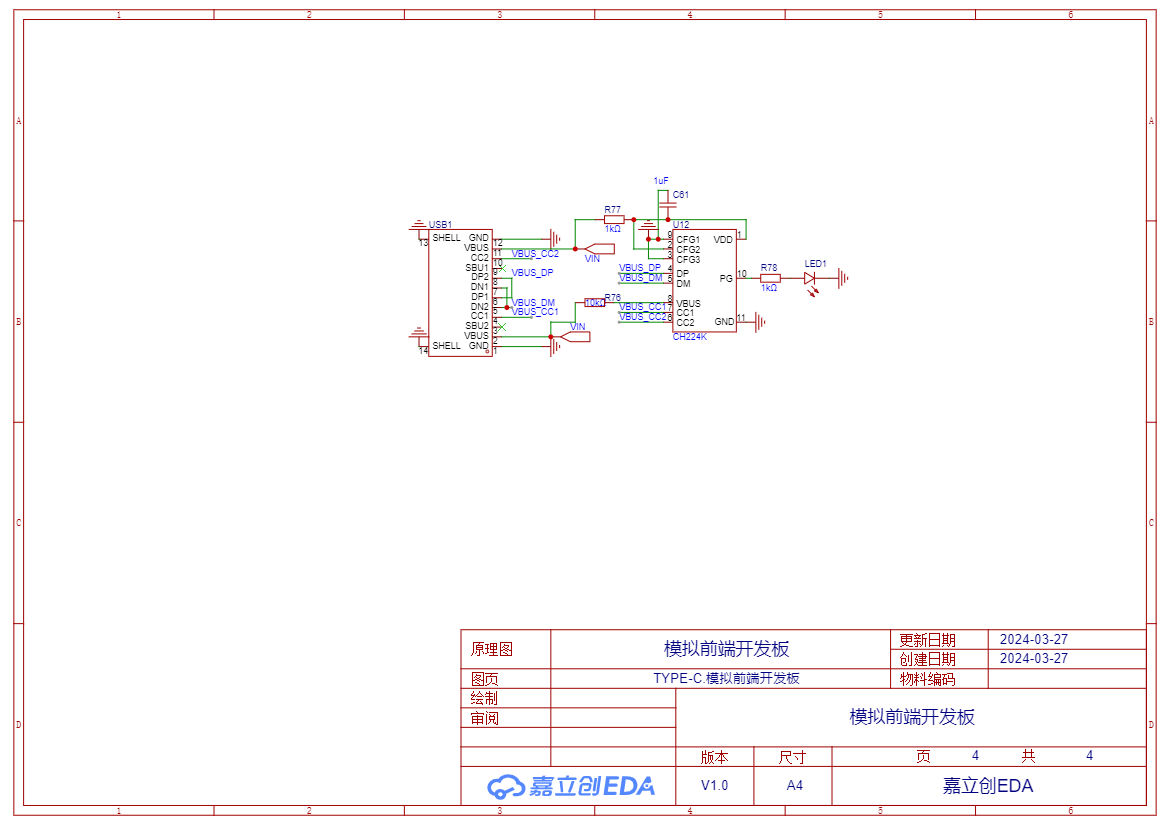 1 2 3 4 5 6
A A
1uF
C61
R77
1kΩ
USB1
U12
SHELL GND 12
13
VBUS 11
CC2 10
VBUS_CC2
SBU1 9
DP2 8
VBUS_DP
DN1 7
DP1 6
DN2 5
VBUS_DM
CC1 4
VBUS_CC1
SBU2 3
VBUS 2
SHELL GND 1
14
VIN
VIN
10kΩ
R76
9 CFG1 VDD 1
2 CFG2
3 CFG3
VBUS_DP 4 DP
VBUS_DM 5 DM
PG 10
R78
1kΩ
LED1
8 VBUS
VBUS_CC1 7 CC1
VBUS_CC2 6 CC2
GND 11
CH224K
B B
C C
D D
原理图 模拟前端开发板 更新日期 2024-03-27
创建日期 2024-03-27
图页 TYPE-C.模拟前端开发板 物料编码
绘制
审阅
模拟前端开发板
版本 尺寸 页 4 共 4
嘉立创EDA V1.0 A4 嘉立创EDA
1 2 3 4 5 6